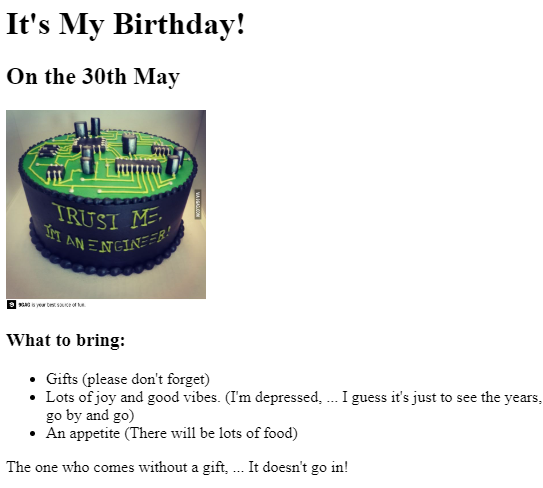 It's My Birthday!
On the 30th May
TRUST ME,
I'M AN ENGINEER!
VIA 9GAG.COM
9GAG is your best source of fun.
What to bring:
Gifts (please don't forget)
Lots of joy and good vibes. (I'm depressed, ... I guess it's just to see the years,
go by and go)
An appetite (There will be lots of food)
The one who comes without a gift, ... It doesn't go in!